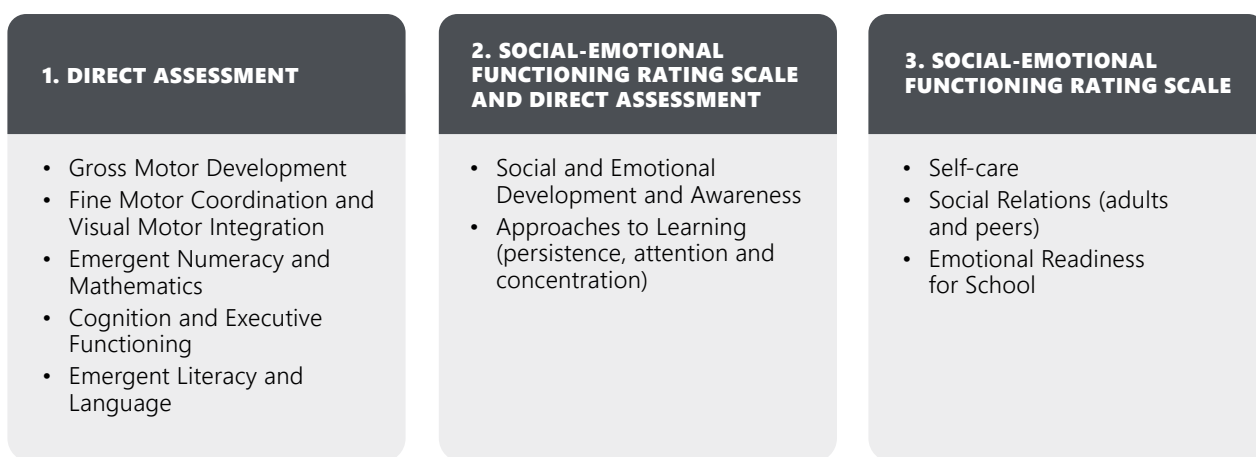 1. DIRECT ASSESSMENT
• Gross Motor Development
• Fine Motor Coordination and
Visual Motor Integration
• Emergent Numeracy and
Mathematics
• Cognition and Executive
Functioning
• Emergent Literacy and
Language
2. SOCIAL-EMOTIONAL
FUNCTIONING RATING SCALE
AND DIRECT ASSESSMENT
• Social and Emotional
Development and Awareness
• Approaches to Learning
(persistence, attention and
concentration)
3. SOCIAL-EMOTIONAL
FUNCTIONING RATING SCALE
• Self-care
• Social Relations (adults
and peers)
• Emotional Readiness
for School